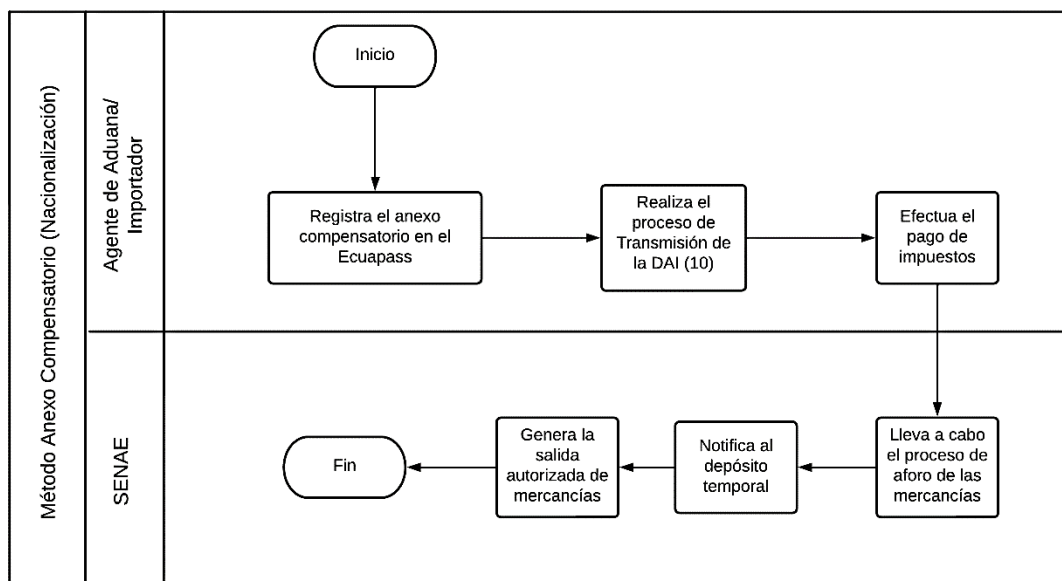 Método Anexo Compensatorio (Nacionalización)
Agente de Aduana/
Importador
Inicio
Registra el anexo
compensatorio en el
Ecuapass
Realiza el
proceso de
Transmisión de
la DAI (10)
Efectua el
pago de
impuestos
SENAE
Fin
Genera la
salida
autorizada de
mercancías
Notifica al
depósito
temporal
Lleva a cabo
el proceso de
aforo de las
mercancías